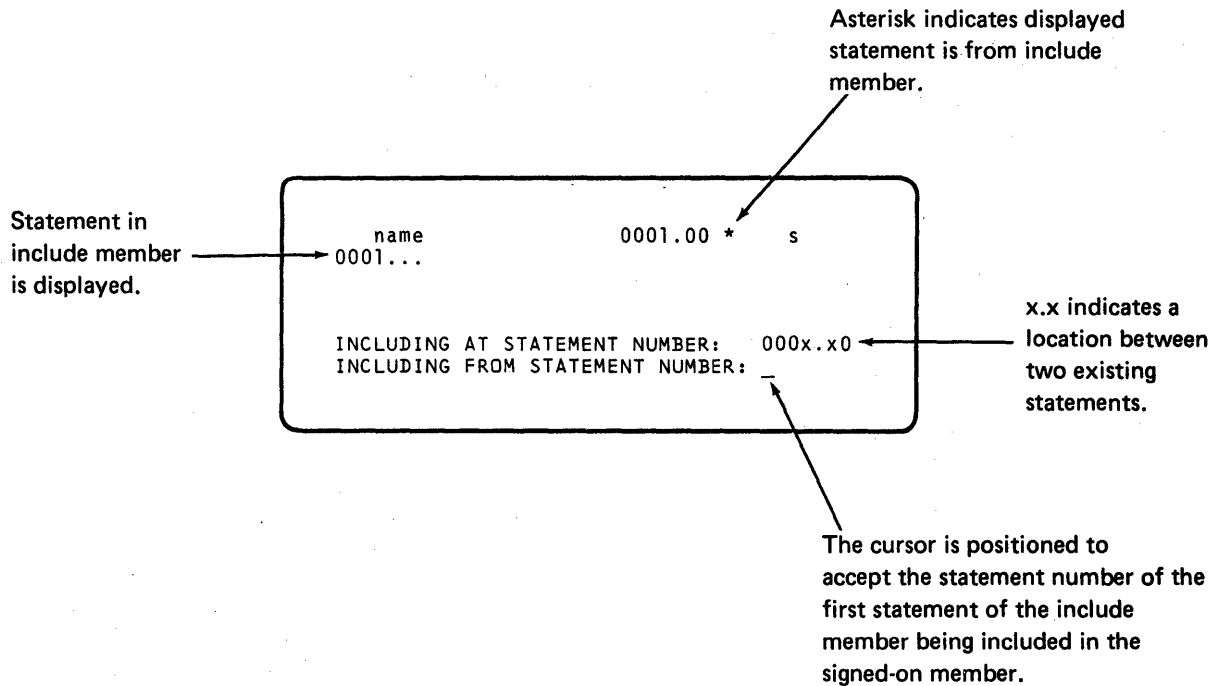 Asterisk indicates displayed
statement is from include
member.
Statement in
include member
is displayed.
name 0001.00 * s
0001...
INCLUDING AT STATEMENT NUMBER: 000x.x0
INCLUDING FROM STATEMENT NUMBER: _
x.x indicates a
location between
two existing
statements.
The cursor is positioned to
accept the statement number of the
first statement of the include
member being included in the
signed-on member.